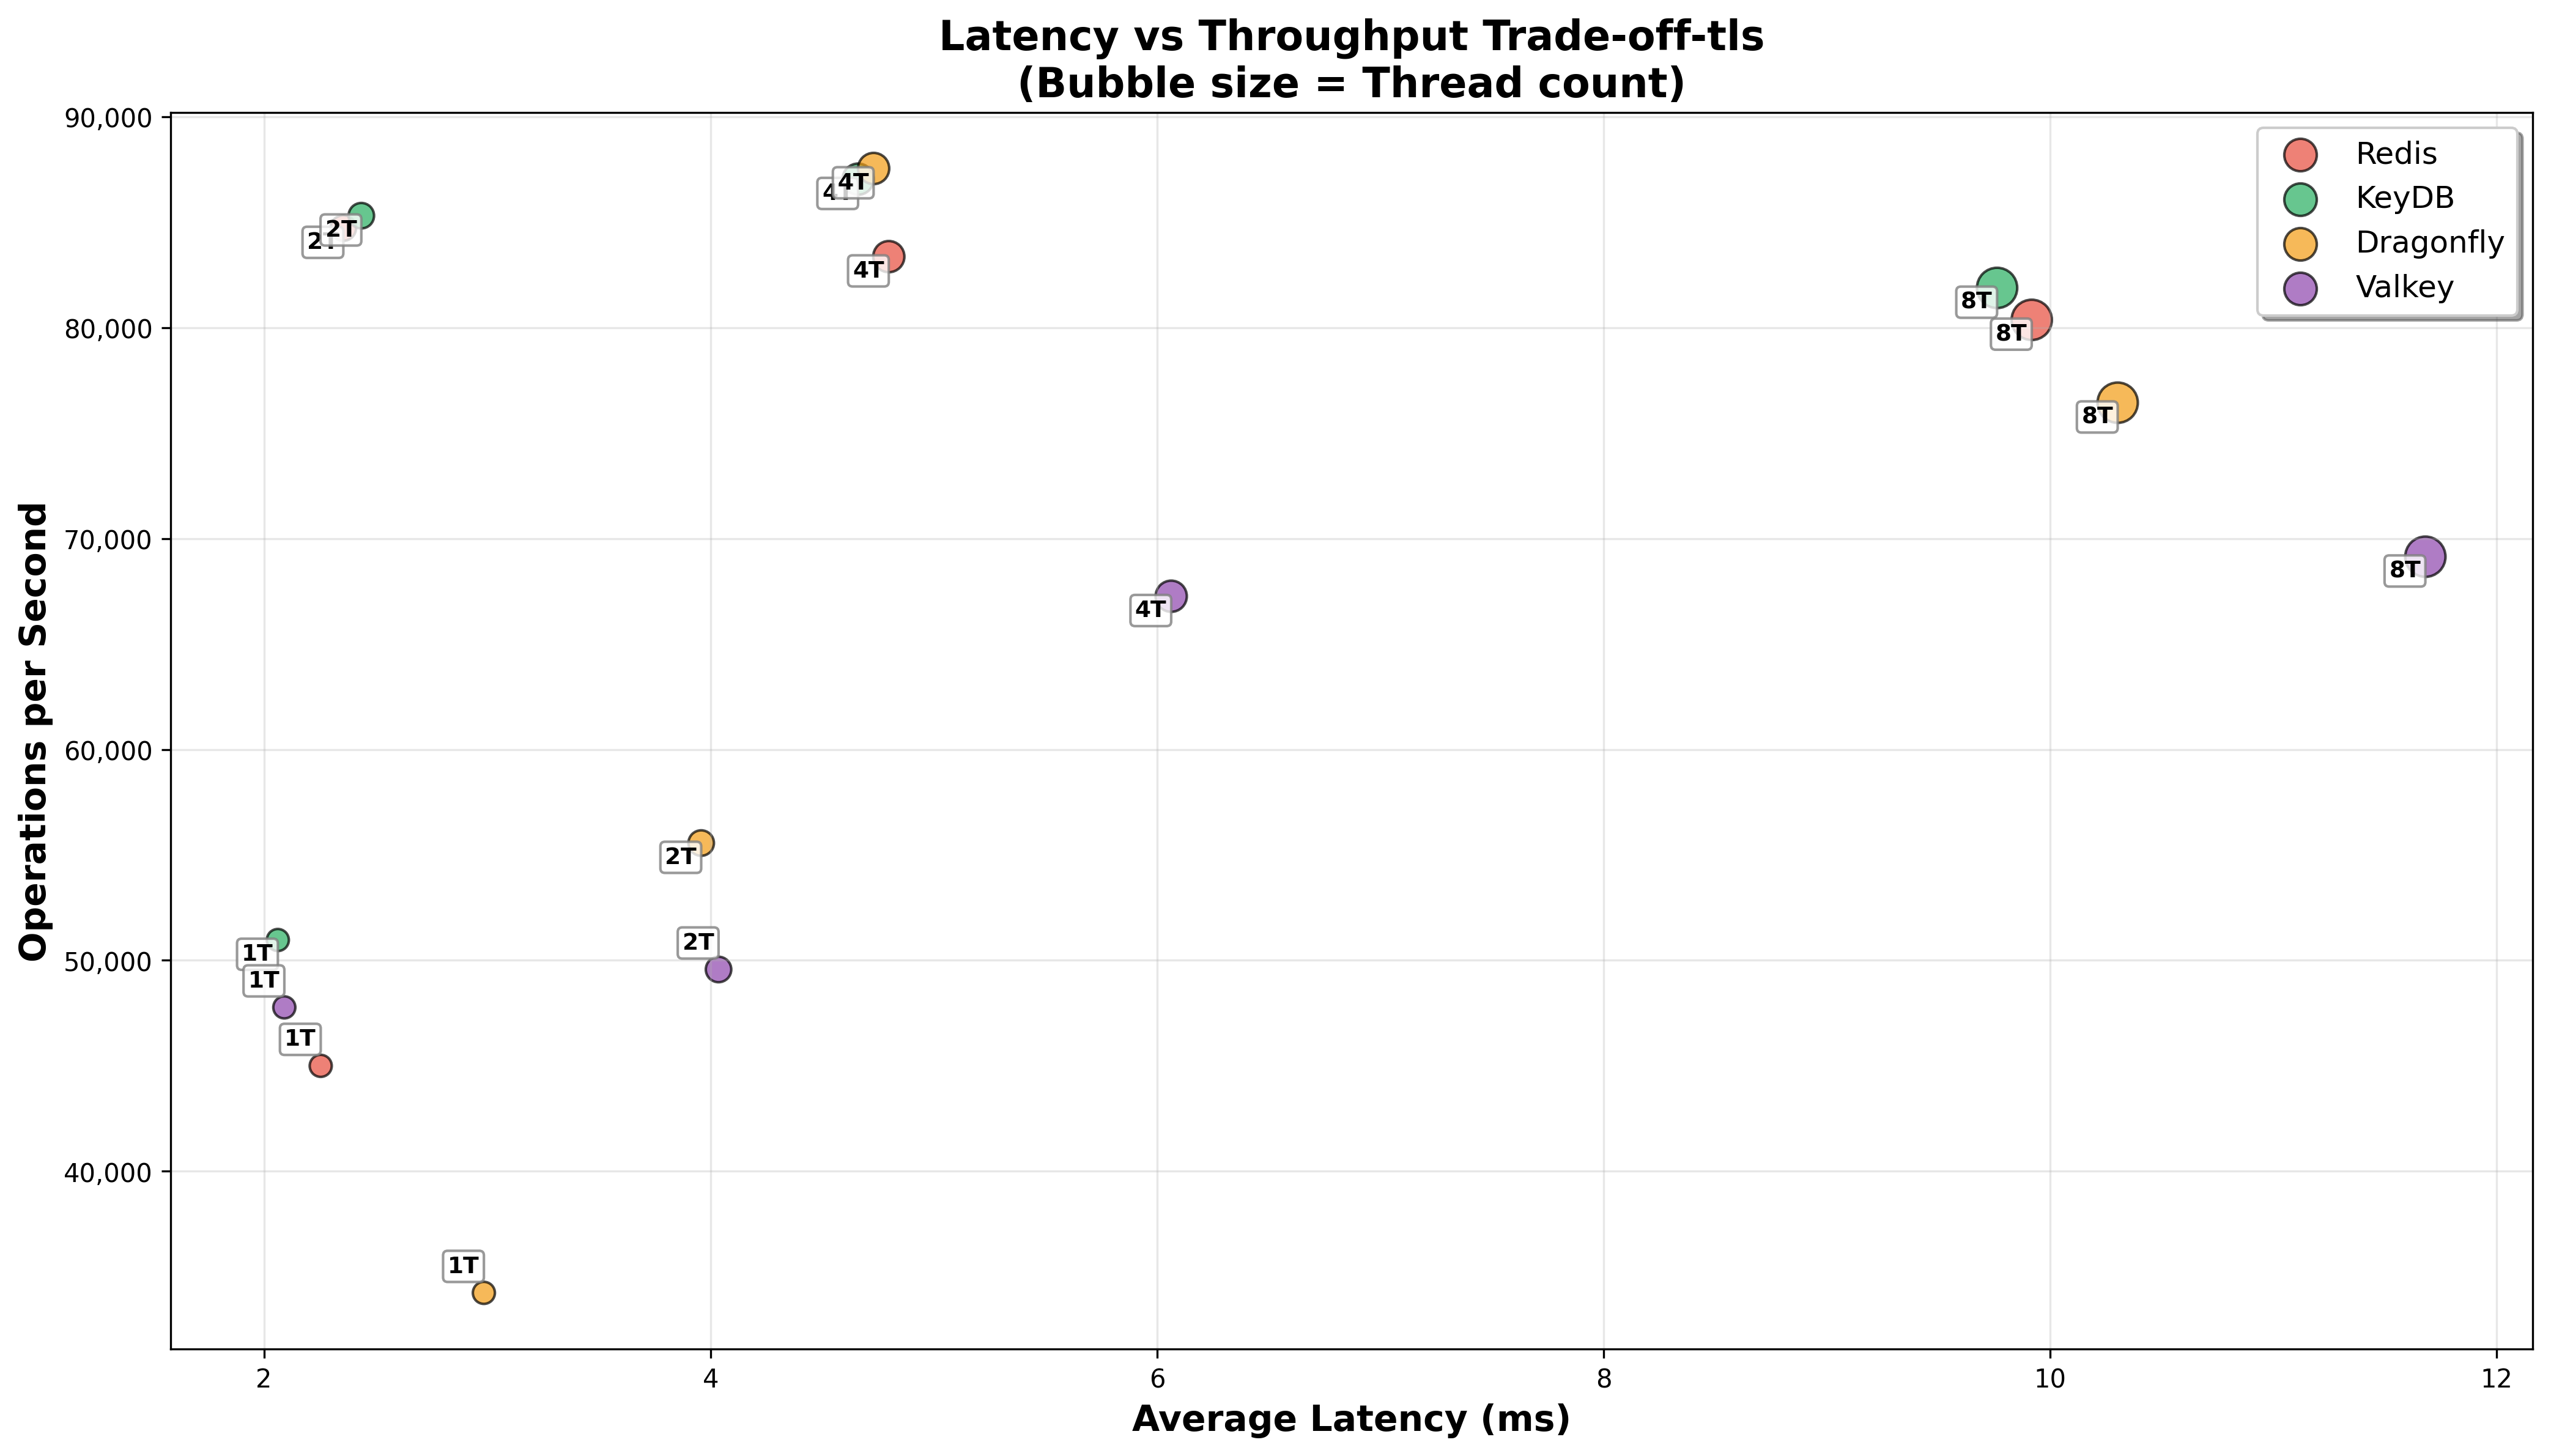 Latency vs Throughput Trade-off-tls
(Bubble size = Thread count)
90,000
80,000
70,000
60,000
50,000
40,000
Operations per Second
2
4
6
8
10
12
Average Latency (ms)
Redis
KeyDB
Dragonfly
Valkey
4T
2T
4T
8T
8T
8T
8T
4T
2T
2T
1T
1T
1T
1T